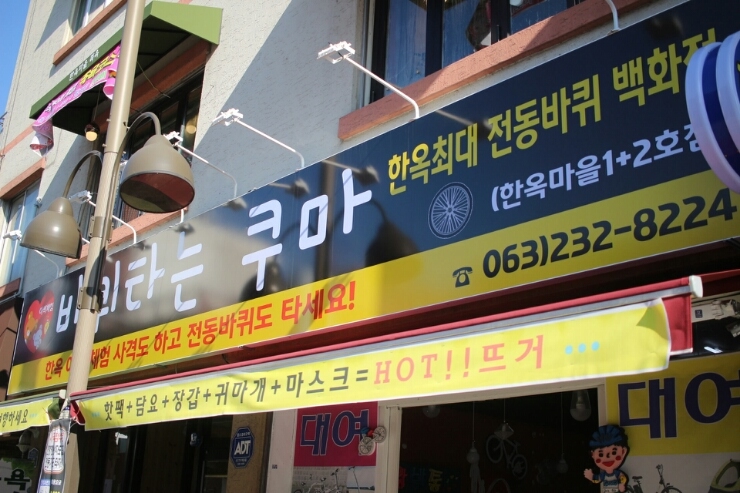 한옥최대 전동바퀴 백화점
(한옥마을1+2호점
바퀴타는 쿠마
☎ 063)232-8224
한옥 체험 사격도 하고 전동바퀴도 타세요!
핫팩+담요+장갑+귀마개+마스크=HOT!!뜨거 ...
대여
대여
ADT